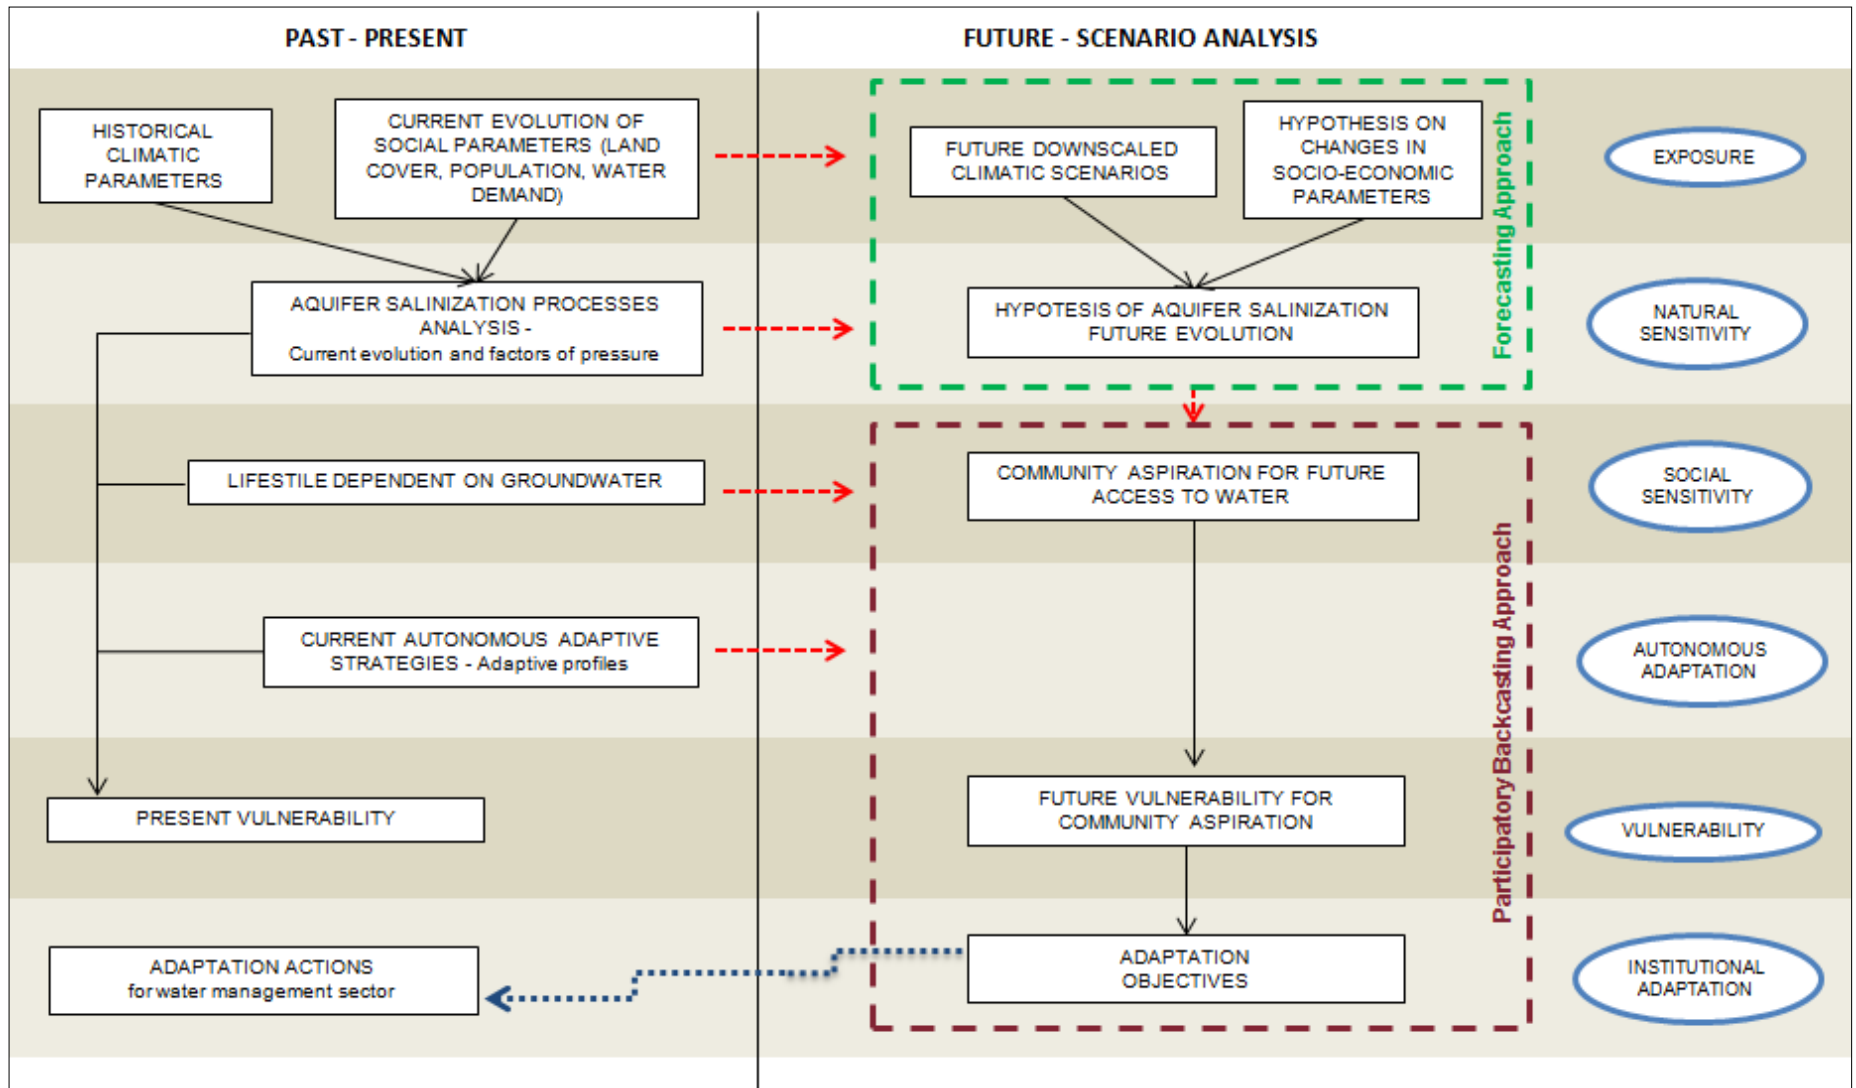 PAST - PRESENT
FUTURE - SCENARIO ANALYSIS
HISTORICAL
CLIMATIC
PARAMETERS
CURRENT EVOLUTION OF
SOCIAL PARAMETERS (LAND
COVER, POPULATION, WATER
DEMAND)
FUTURE DOWNSCALED
CLIMATIC SCENARIOS
HYPOTHESIS ON
CHANGES IN
SOCIO-ECONOMIC
PARAMETERS
Forecasting Approach
EXPOSURE
AQUIFER SALINIZATION PROCESSES
ANALYSIS -
Current evolution and factors of pressure
HYPOTESIS OF AQUIFER SALINIZATION
FUTURE EVOLUTION
NATURAL
SENSITIVITY
LIFESTILE DEPENDENT ON GROUNDWATER
COMMUNITY ASPIRATION FOR FUTURE
ACCESS TO WATER
SOCIAL
SENSITIVITY
Participatory Backcasting Approach
CURRENT AUTONOMOUS ADAPTIVE
STRATEGIES - Adaptive profiles
AUTONOMOUS
ADAPTATION
PRESENT VULNERABILITY
FUTURE VULNERABILITY FOR
COMMUNITY ASPIRATION
VULNERABILITY
ADAPTATION ACTIONS
for water management sector
ADAPTATION
OBJECTIVES
INSTITUTIONAL
ADAPTATION